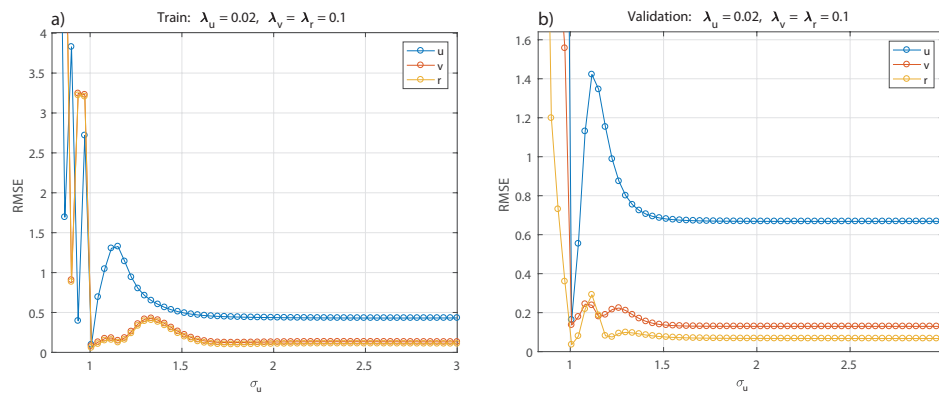 a)
Train: λu = 0.02, λv = λr = 0.1
4
3.5
3
2.5
2
1.5
1
0.5
0
RMSE
u
v
r
1
1.5
2
2.5
3
σu
b)
Validation: λu = 0.02, λv = λr = 0.1
1.6
1.4
1.2
1
0.8
0.6
0.4
0.2
0
RMSE
u
v
r
1
1.5
2
2.5
σu